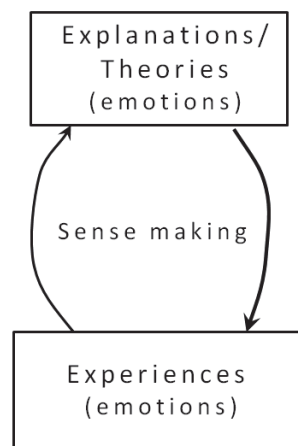 Explanations/
Theories
(emotions)
Sense making
Experiences
(emotions)